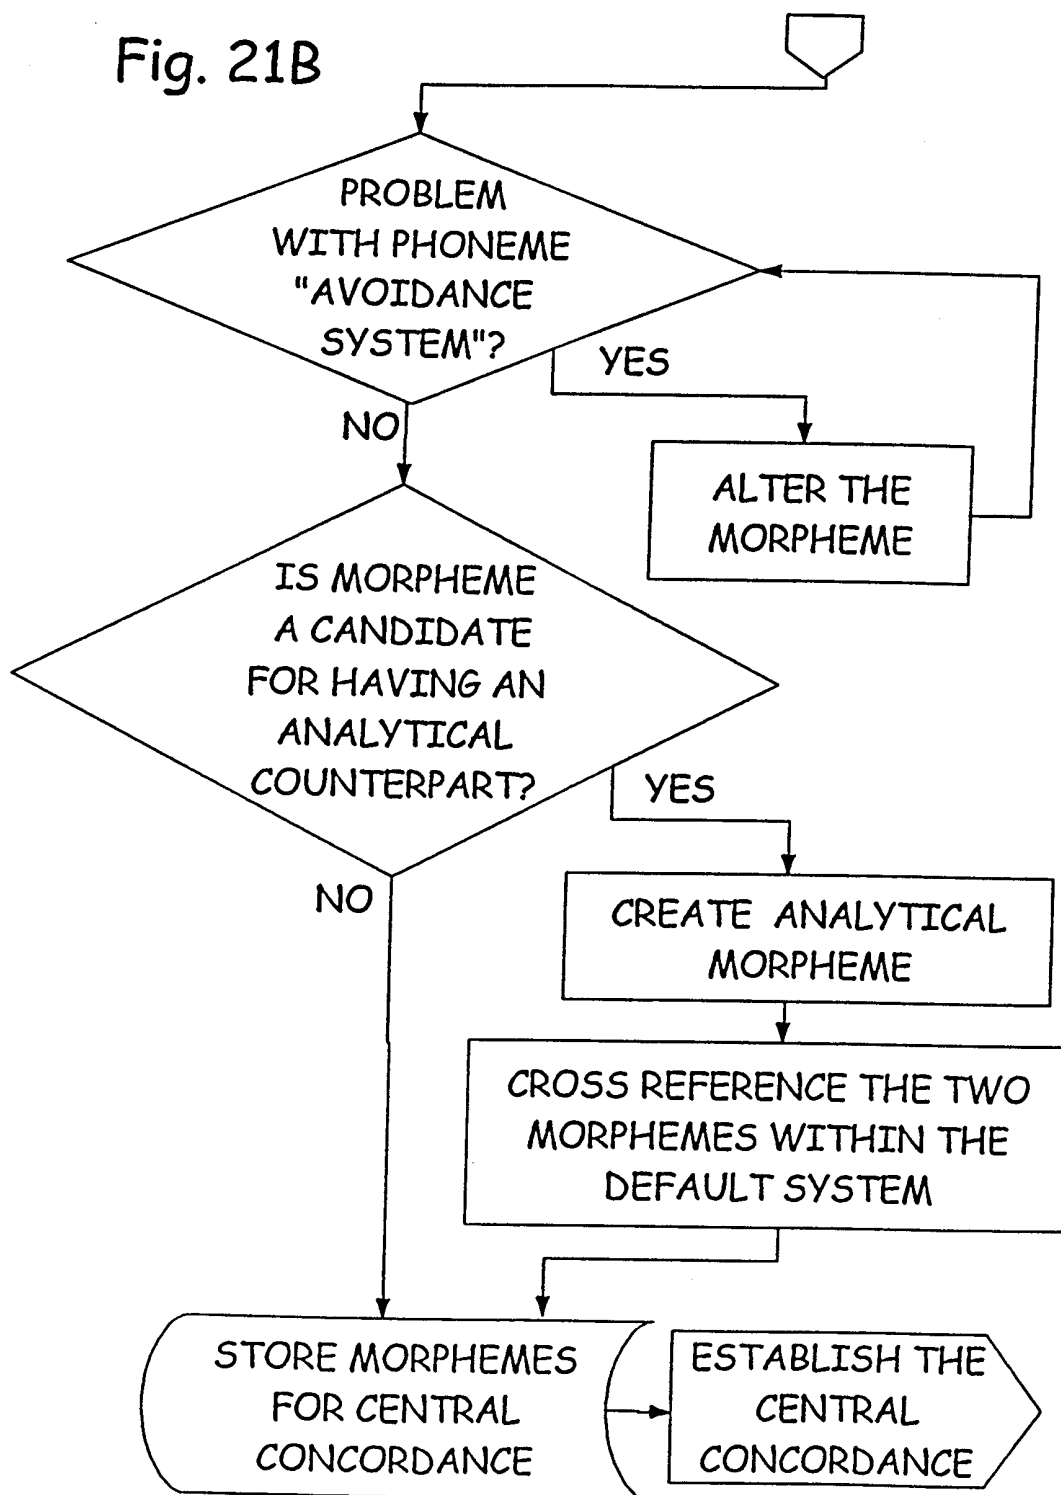 Fig. 21B
PROBLEM
WITH PHONEME
"AVOIDANCE
SYSTEM"?
YES
NO
ALTER THE
MORPHEME
IS MORPHEME
A CANDIDATE
FOR HAVING AN
ANALYTICAL
COUNTERPART?
YES
NO
CREATE ANALYTICAL
MORPHEME
CROSS REFERENCE THE TWO
MORPHEMES WITHIN THE
DEFAULT SYSTEM
STORE MORPHEMES
FOR CENTRAL
CONCORDANCE
ESTABLISH THE
CENTRAL
CONCORDANCE